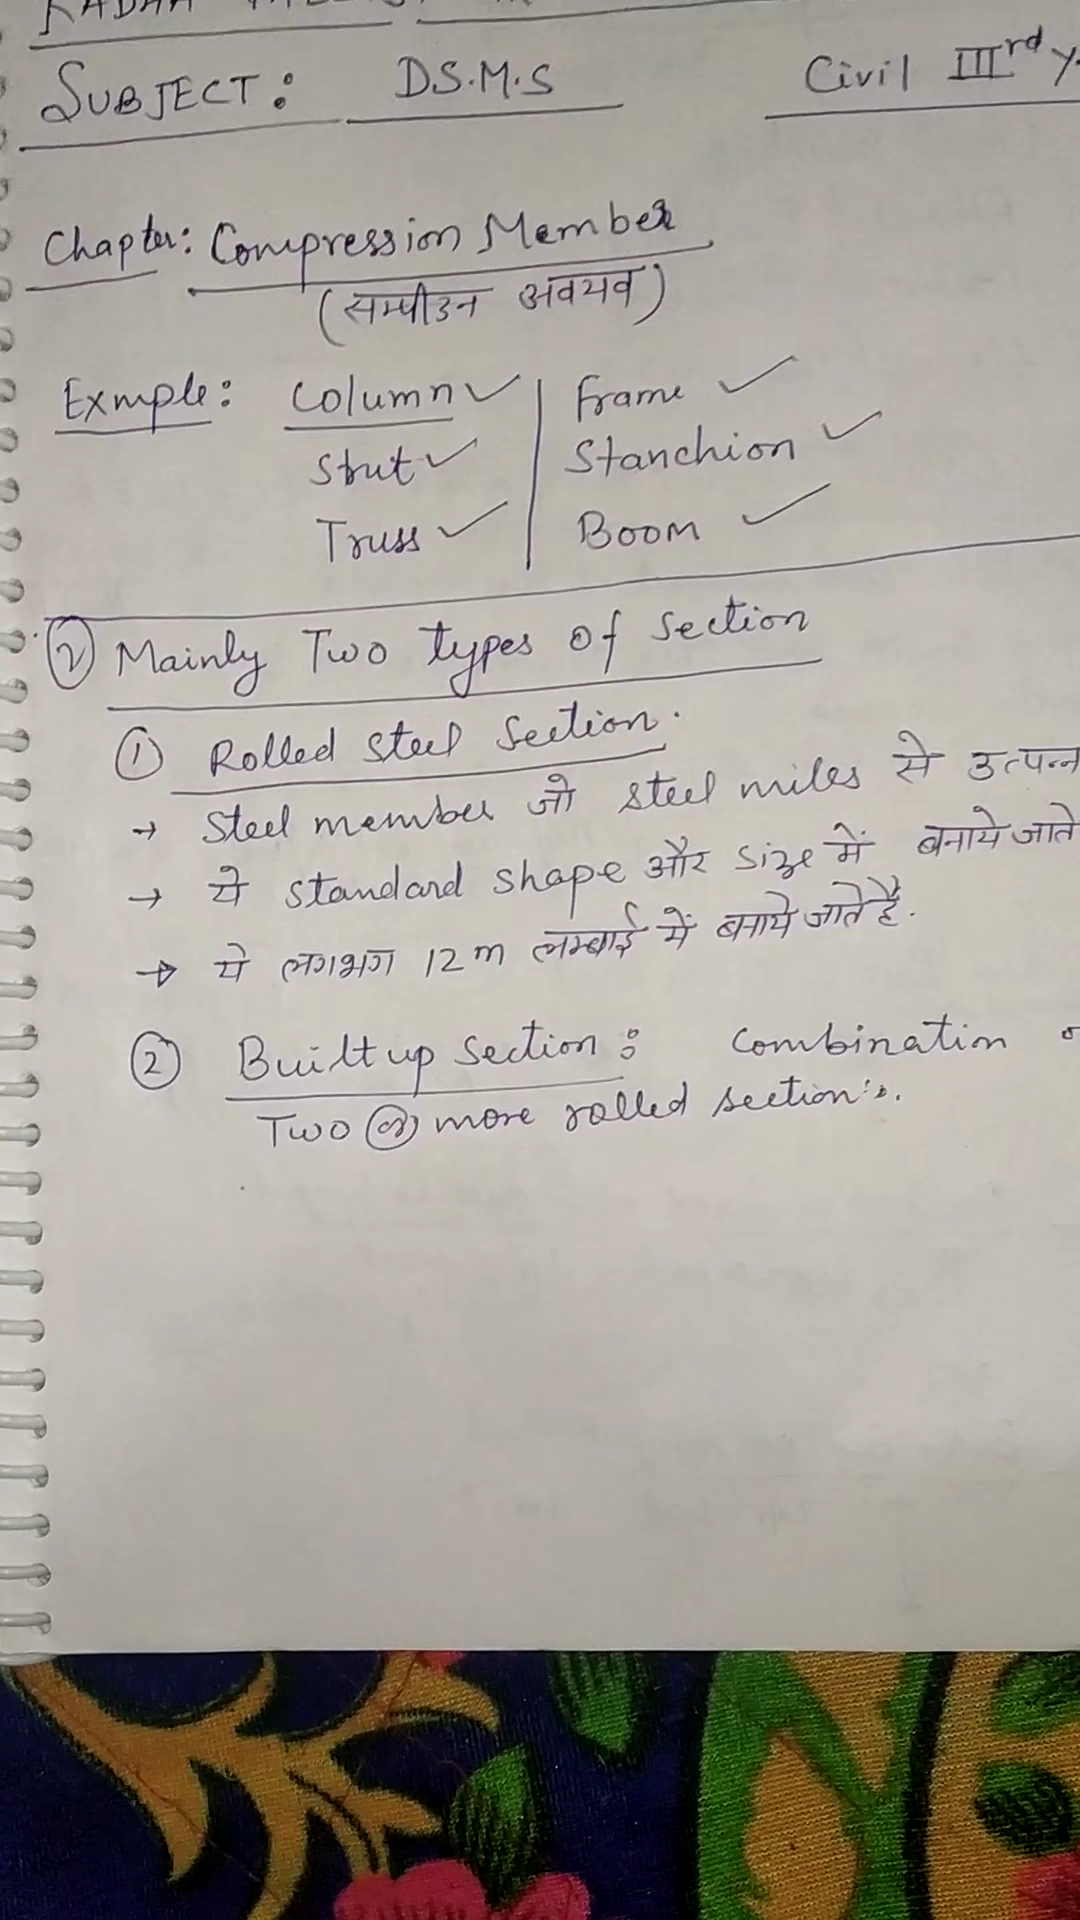 SUBJECT: D.S.M.S Civil IIIrd Y
Chapter: Compression Member
(सम्पीडन अवयव)
Exmple: Column ✓ | Frame ✓
Strut ✓ | Stanchion ✓
Truss ✓ | Boom ✓
② Mainly Two types of Section
① Rolled Steel Section.
→ Steel member जो steel miles से उत्पन्न
→ ये standard shape और size में बनाये जाते
→ ये लगभग 12m लम्बाई में बनाये जाते है.
② Built up Section: Combination o
Two or more rolled section's.